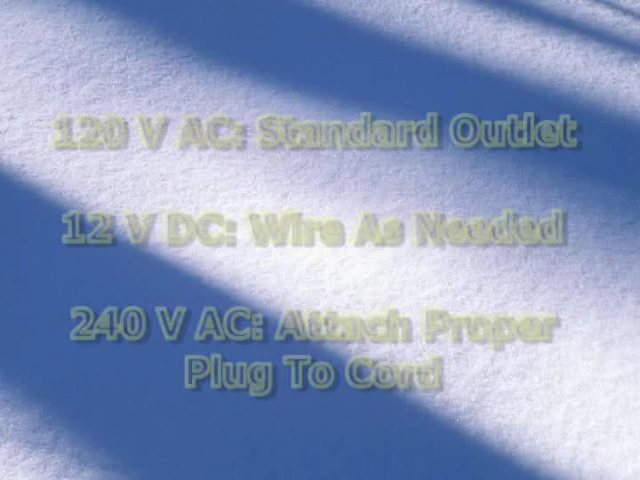 120 V AC: Standard Outlet
12 V DC: Wire As Needed
240 V AC: Attach Proper
Plug To Cord